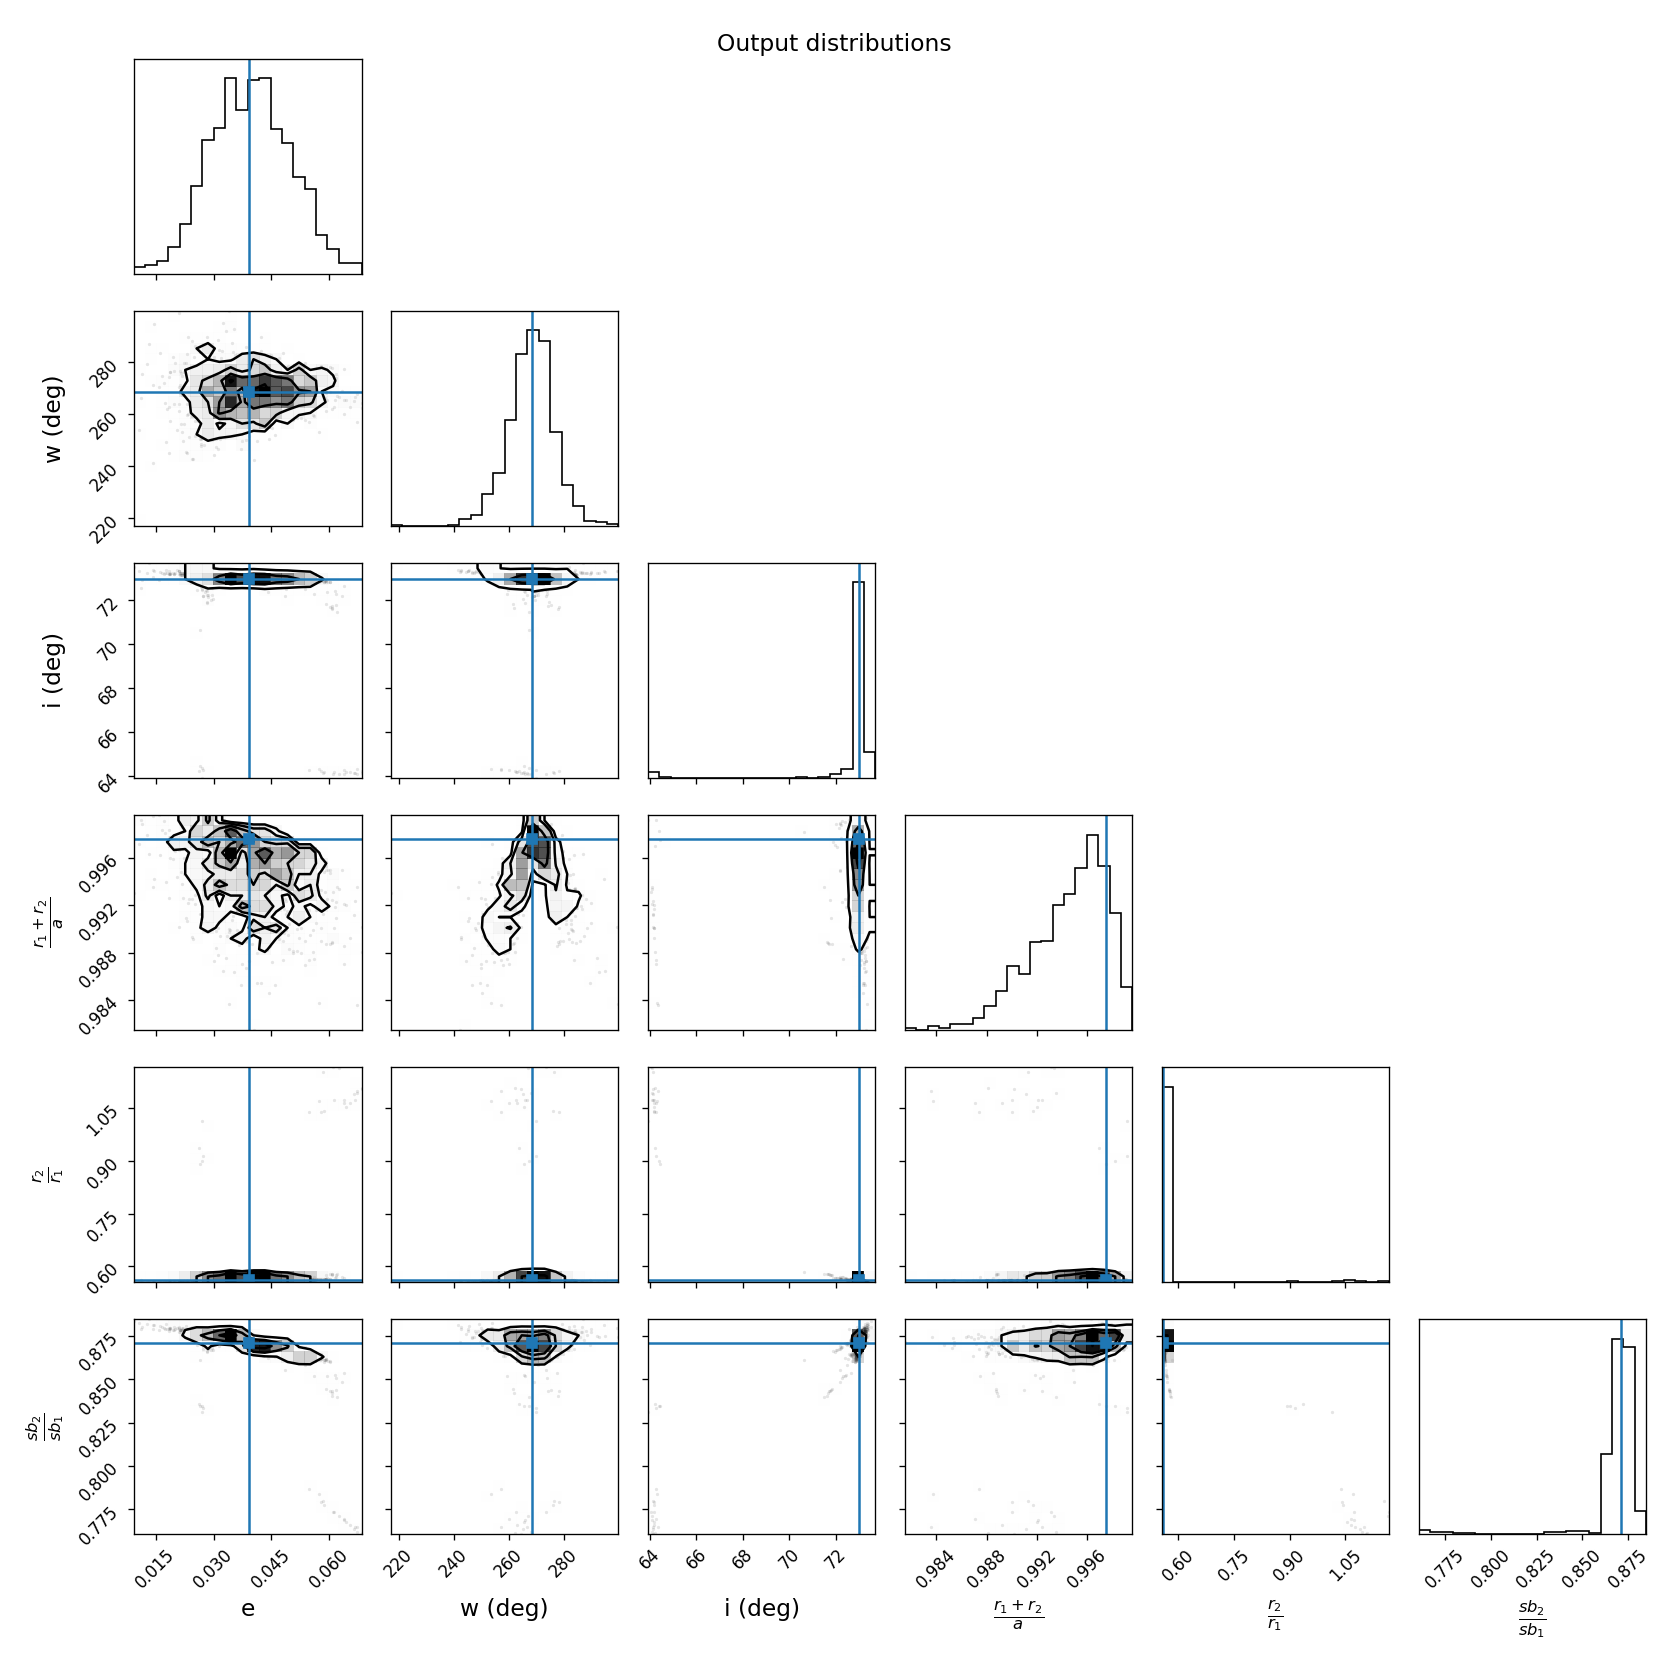 Output distributions
w (deg)
280
260
240
220
i (deg)
72
70
68
66
64
r₁ + r₂
a
0.996
0.992
0.988
0.984
r₂
r₁
1.05
0.90
0.75
0.60
sb₂
sb₁
0.875
0.850
0.825
0.800
0.775
0.015 0.030 0.045 0.060 220 240 260 280 64 66 68 70 72 0.984 0.988 0.992 0.996 0.60 0.75 0.90 1.05 0.775 0.800 0.825 0.850 0.875
e w (deg) i (deg)
r₁ + r₂
a
r₂
r₁
sb₂
sb₁